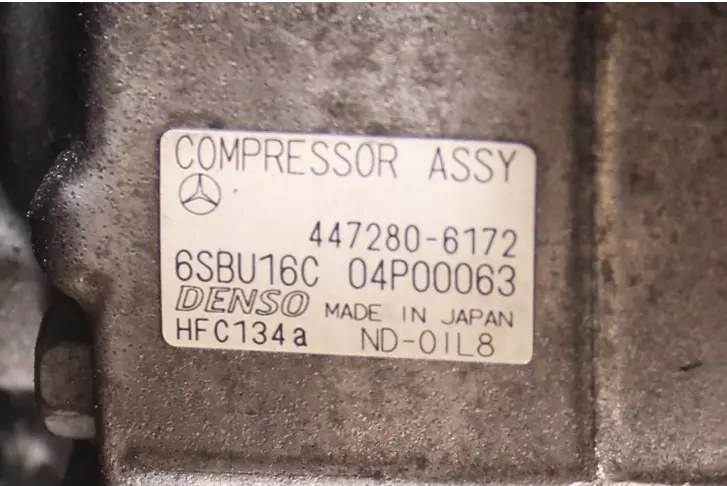 COMPRESSOR ASSY
447280-6172
6SBU16C 04P00063
DENSO MADE IN JAPAN
HFC134a ND-OIL8